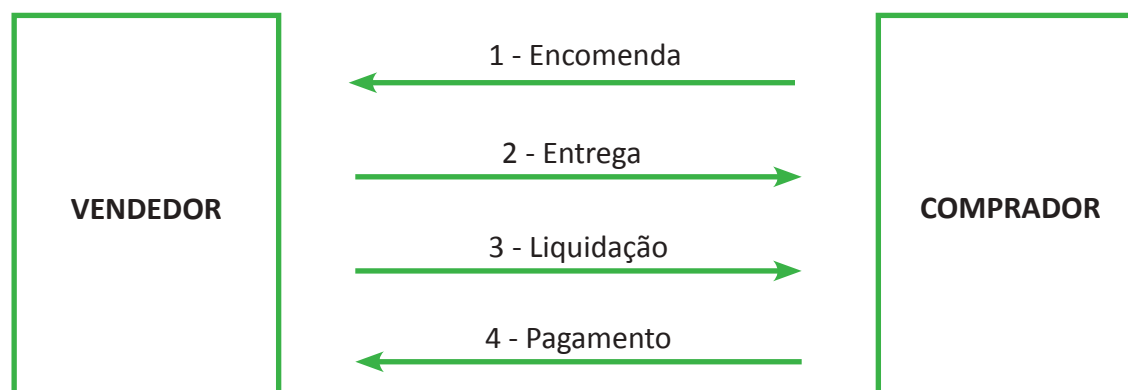 1 - Encomenda
2 - Entrega
VENDEDOR
COMPRADOR
3 - Liquidação
4 - Pagamento